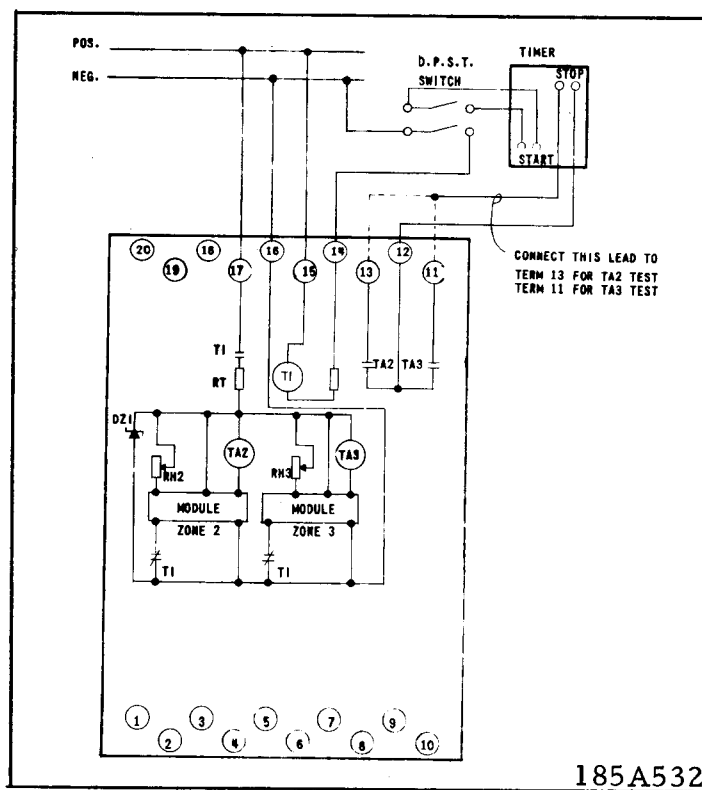 POS.
NEG.
D.P.S.T.
SWITCH
TIMER
STOP
START
CONNECT THIS LEAD TO
TERM 13 FOR TA2 TEST
TERM 11 FOR TA3 TEST
20
19
18
17
16
15
14
13
12
11
T1
RT
T1
TA2
TA3
DZ1
RH2
TA2
RH3
TA3
MODULE
ZONE 2
MODULE
ZONE 3
T1
T1
1
2
3
4
5
6
7
8
9
10
185A532